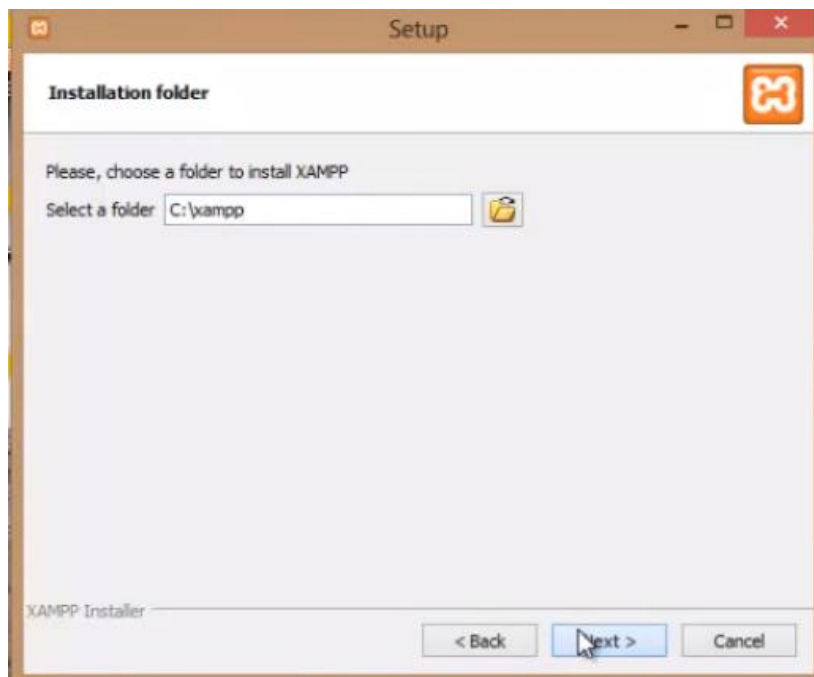 Setup
Installation folder
Please, choose a folder to install XAMPP
Select a folder C:\xampp
XAMPP Installer
< Back Next > Cancel